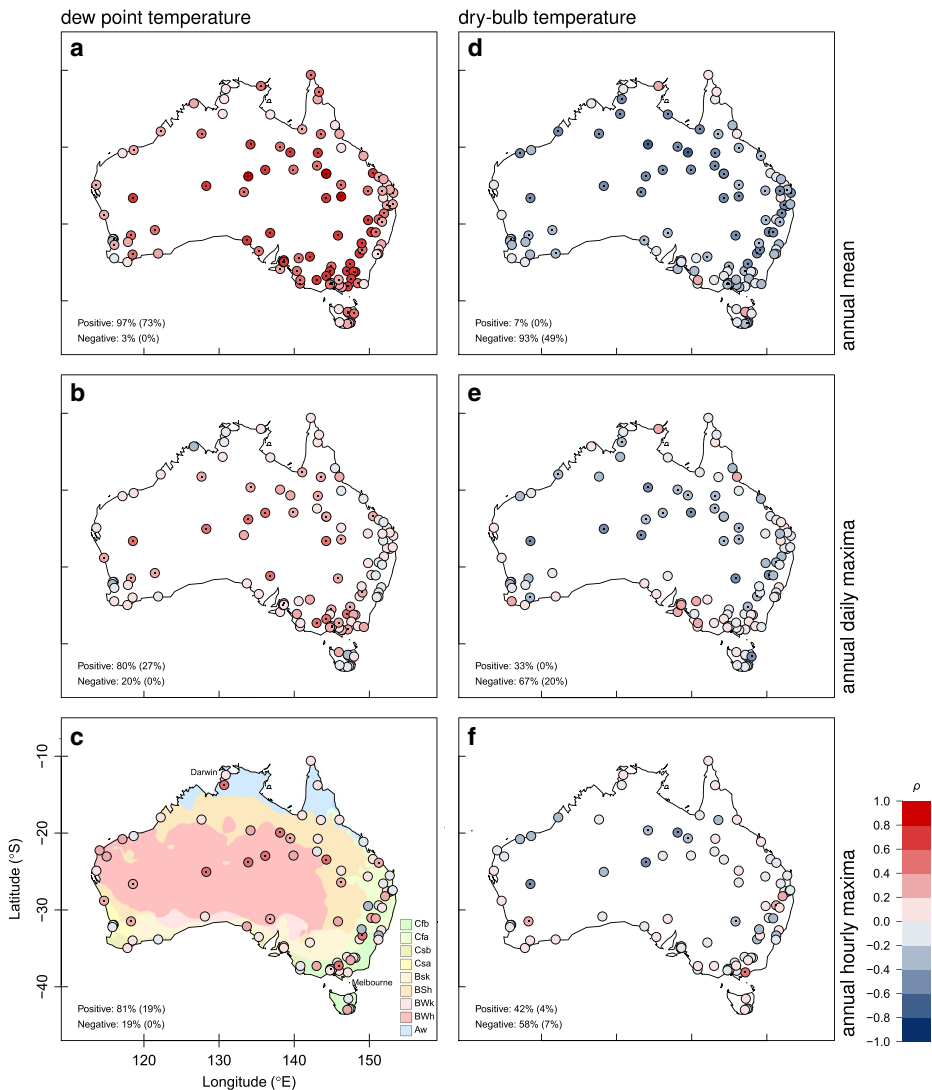 dew point temperature
dry-bulb temperature
a
Positive: 97% (73%)
Negative: 3% (0%)
d
Positive: 7% (0%)
Negative: 93% (49%)
annual mean
b
Positive: 80% (27%)
Negative: 20% (0%)
e
Positive: 33% (0%)
Negative: 67% (20%)
annual daily maxima
c
Darwin
Melbourne
Cfb
Cfa
Csb
Csa
Bsk
BSh
BWk
BWh
Aw
Positive: 81% (19%)
Negative: 19% (0%)
−10
−20
−30
−40
Latitude (°S)
120
130
140
150
Longitude (°E)
f
Positive: 42% (4%)
Negative: 58% (7%)
annual hourly maxima
ρ
1.0
0.8
0.6
0.4
0.2
0.0
−0.2
−0.4
−0.6
−0.8
−1.0